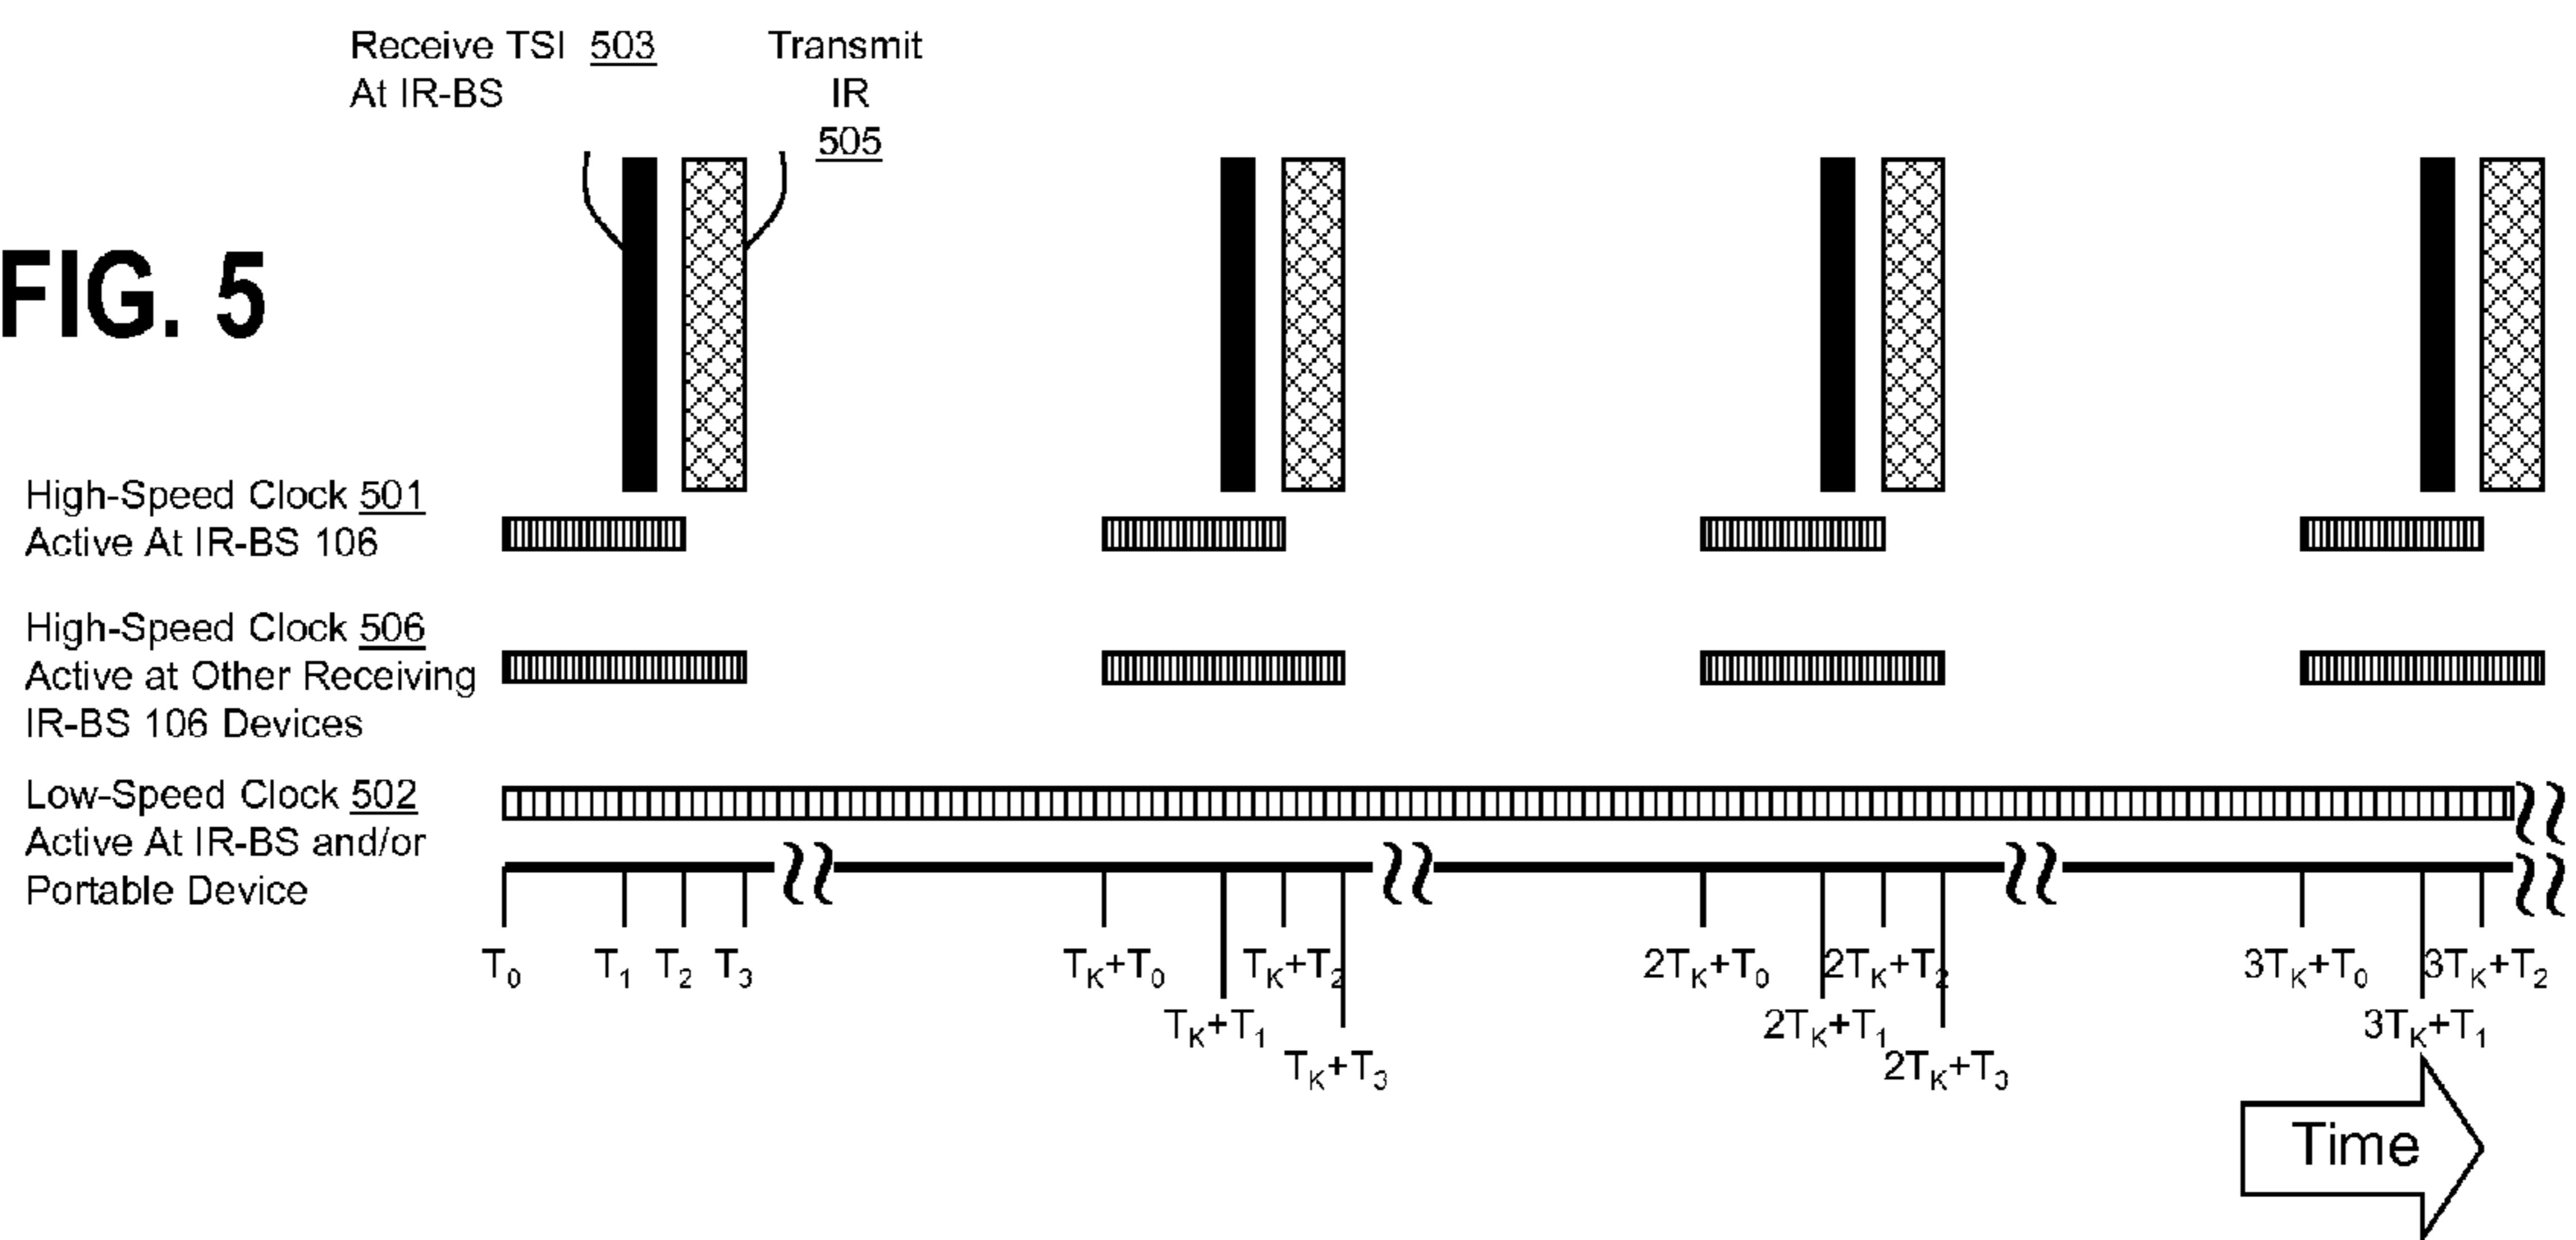 Receive TSI 503
At IR-BS
Transmit
IR
505
FIG. 5
High-Speed Clock 501
Active At IR-BS 106
High-Speed Clock 506
Active at Other Receiving
IR-BS 106 Devices
Low-Speed Clock 502
Active At IR-BS and/or
Portable Device
T0 T1 T2 T3 TK+T0 TK+T2 2TK+T0 2TK+T2 3TK+T0 3TK+T2
TK+T1 2TK+T1 3TK+T1
TK+T3 2TK+T3
Time